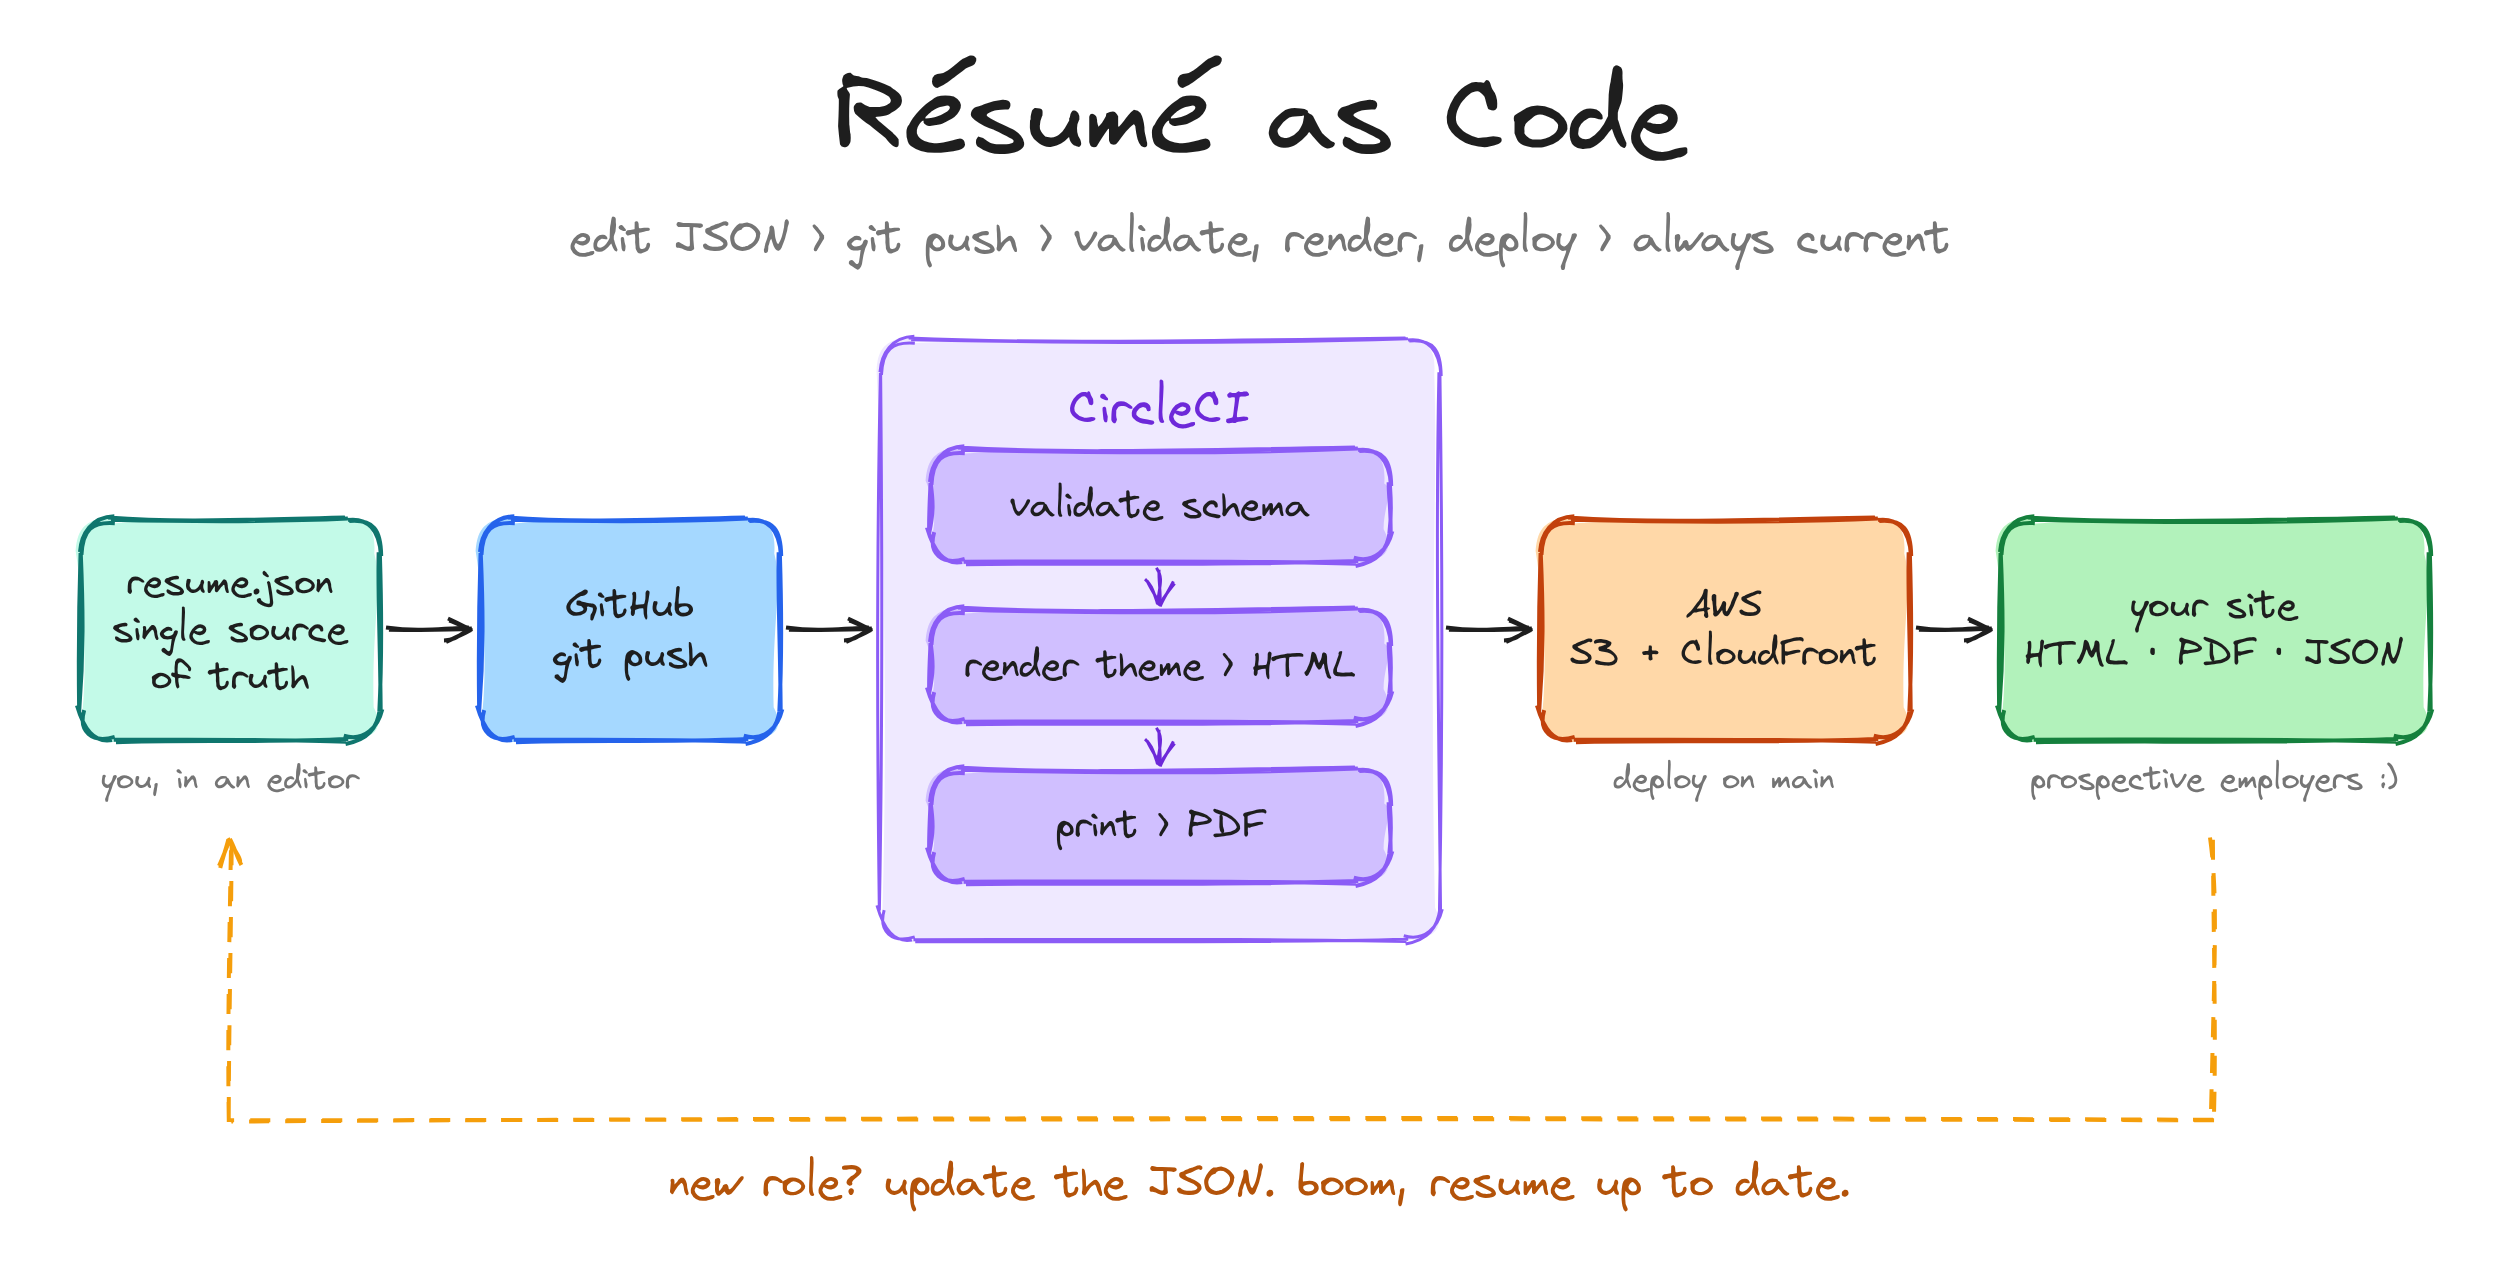 Résumé as Code
edit JSON > git push > validate, render, deploy > always current
CircleCI
validate schema
render theme > HTML
print > PDF
resume.json
single source
of truth
GitHub
git push
AWS
S3 + CloudFront
your site
HTML · PDF · JSON
you, in an editor
deploy on main
prospective employers :)
new role? update the JSON. boom, resume up to date.